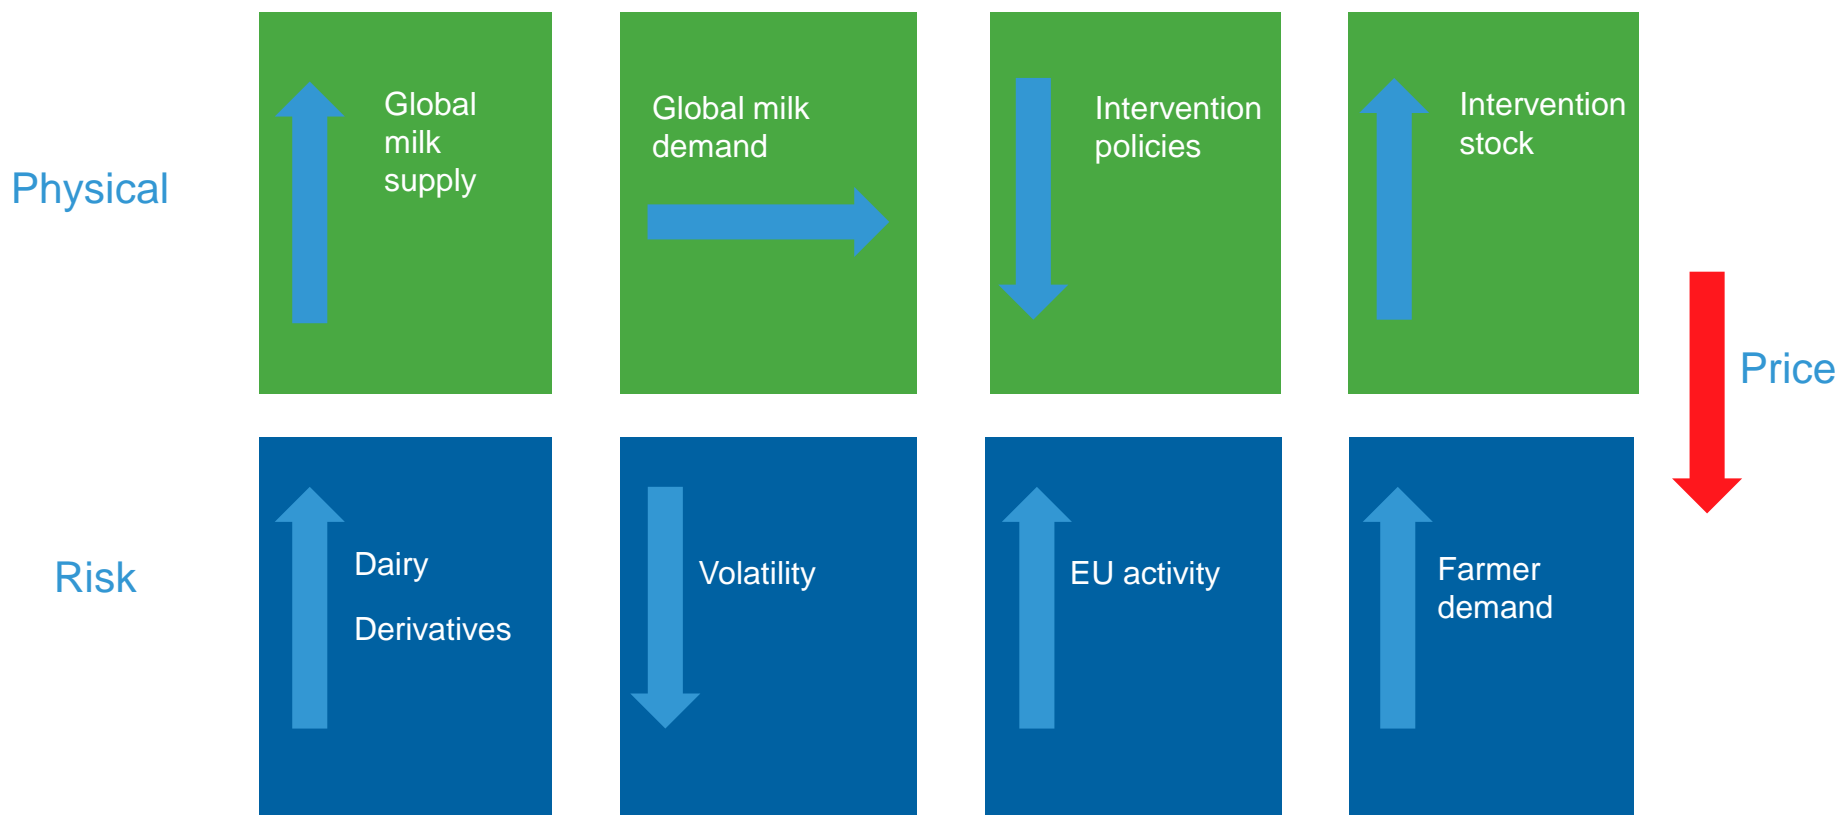 Physical
Global
milk
supply
Global milk
demand
Intervention
policies
Intervention
stock
Price
Risk
Dairy
Derivatives
Volatility
EU activity
Farmer
demand